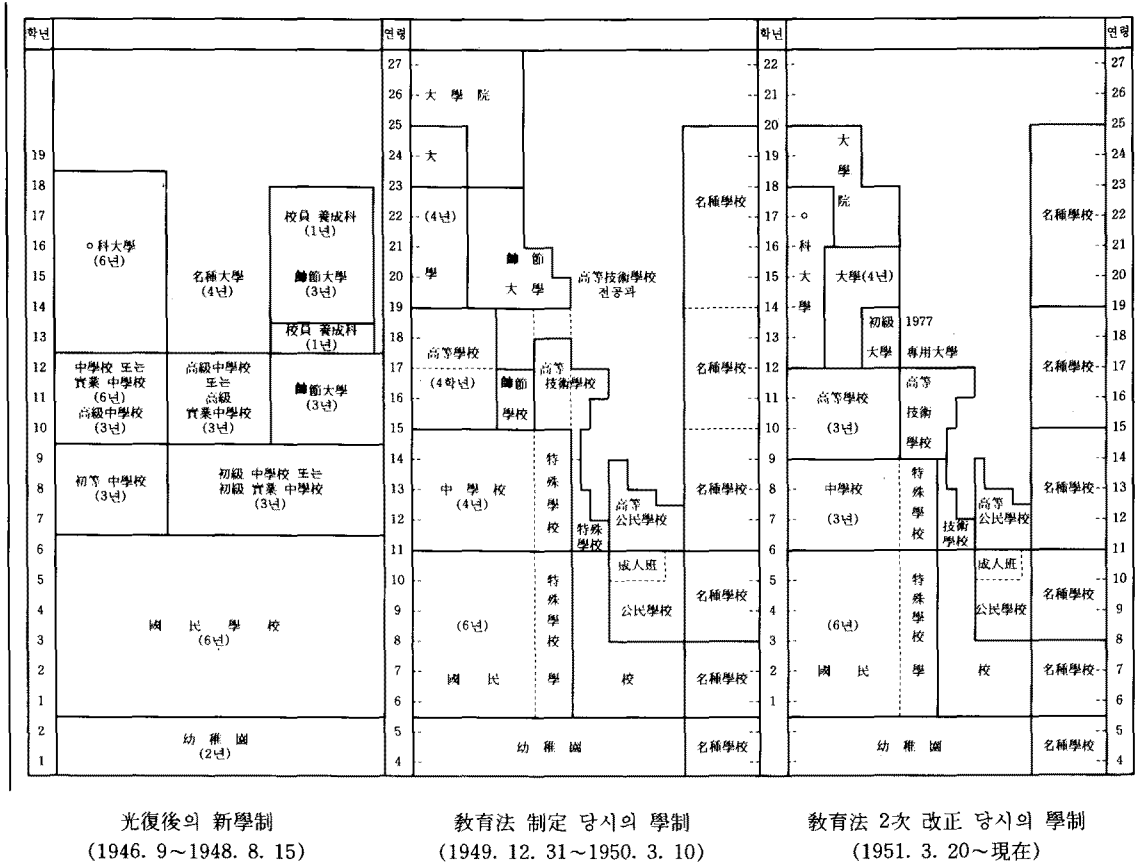 학년
연령
학년
연령
19
18
17
16
15
14
13
12
11
10
9
8
7
6
5
4
3
2
1
2
1
○科大學
(6년)
名種大學
(4년)
校員 養成科
(1년)
師節大學
(3년)
校員 養成科
(1년)
中學校 또는
實業 中學校
(6년)
高級中學校
(3년)
高級中學校
또는
高級
實業中學校
(3년)
師節大學
(3년)
初等 中學校
(3년)
初級 中學校 또는
初級 實業 中學校
(3년)
國民學校
(6년)
幼稚園
(2년)
27
26
25
24
23
22
21
20
19
18
17
16
15
14
13
12
11
10
9
8
7
6
5
4
大學院
大
(4년)
學
師節
大學
高等技術學校
전공과
高等學校
(4학년)
師節
學校
高等
技術學校
中學校
(4년)
特殊學校
特殊
學校
高等
公民學校
成人班
公民學校
(6년)
特殊學校
國民學校
幼稚園
名種學校
名種學校
名種學校
名種學校
名種學校
名種學校
22
21
20
19
18
17
16
15
14
13
12
11
10
9
8
7
6
5
4
3
2
1
大學院
○科大學
大學(4년)
初級
大學
1977
專用大學
高等學校
(3년)
高等
技術
學校
中學校
(3년)
特殊學校
技術
學校
高等
公民學校
成人班
公民學校
(6년)
特殊學校
國民學校
幼稚園
名種學校
名種學校
名種學校
名種學校
名種學校
名種學校
27
26
25
24
23
22
21
20
19
18
17
16
15
14
13
12
11
10
9
8
7
6
5
4
光復後의 新學制
(1946. 9~1948. 8. 15)
敎育法 制定 당시의 學制
(1949. 12. 31~1950. 3. 10)
敎育法 2次 改正 당시의 學制
(1951. 3. 20~現在)